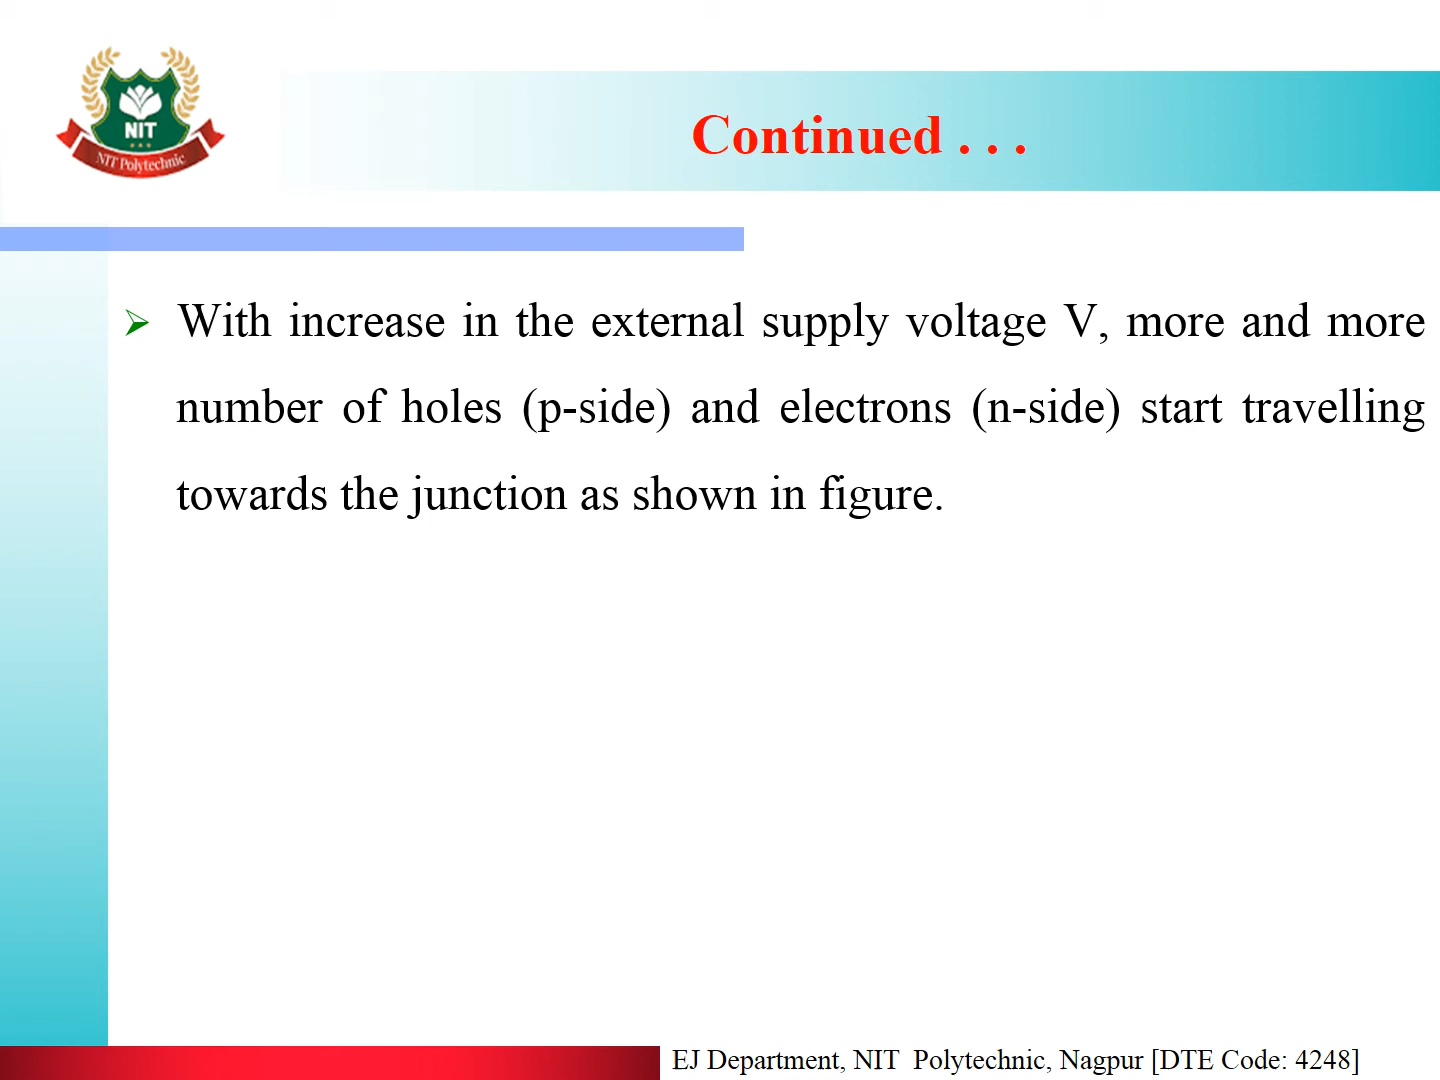 NIT
NIT Polytechnic
Continued . . .
With increase in the external supply voltage V, more and more
number of holes (p-side) and electrons (n-side) start travelling
towards the junction as shown in figure.
EJ Department, NIT Polytechnic, Nagpur [DTE Code: 4248]